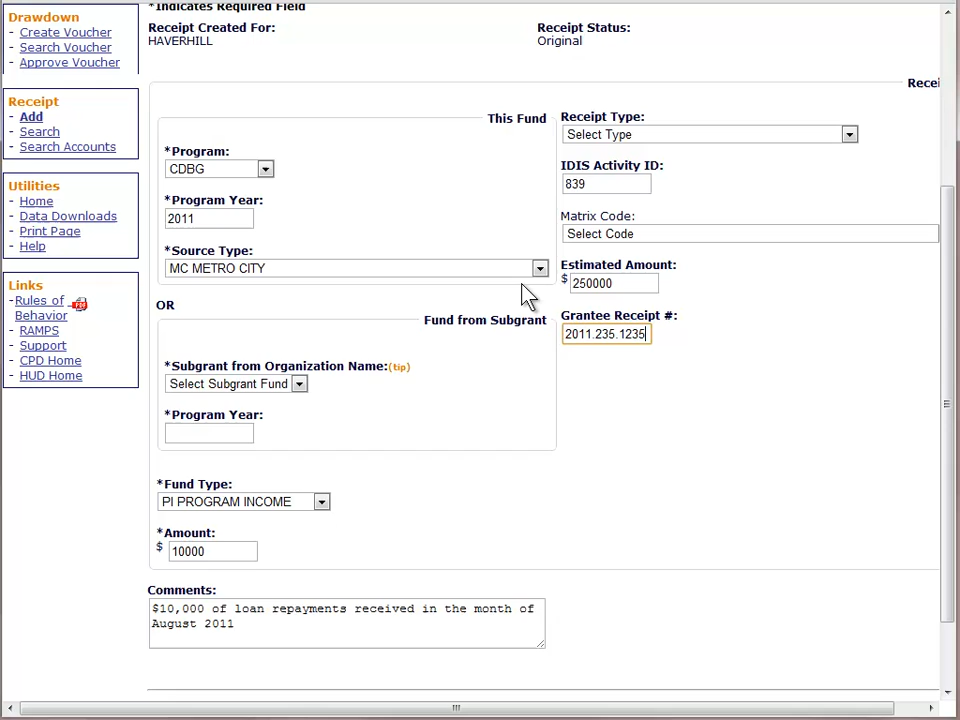 *Indicates Required Field
Receipt Created For:
HAVERHILL
Receipt Status:
Original
Drawdown
- Create Voucher
- Search Voucher
- Approve Voucher
Receipt
- Add
- Search
- Search Accounts
Utilities
- Home
- Data Downloads
- Print Page
- Help
Links
-Rules of
Behavior
- RAMPS
- Support
- CPD Home
- HUD Home
This Fund
*Program:
CDBG
*Program Year:
2011
*Source Type:
MC METRO CITY
OR
Fund from Subgrant
*Subgrant from Organization Name:(tip)
Select Subgrant Fund
*Program Year:
*Fund Type:
PI PROGRAM INCOME
*Amount:
$ 10000
Receipt Type:
Select Type
IDIS Activity ID:
839
Matrix Code:
Select Code
Estimated Amount:
$ 250000
Grantee Receipt #:
2011.235.1235
Comments:
$10,000 of loan repayments received in the month of
August 2011